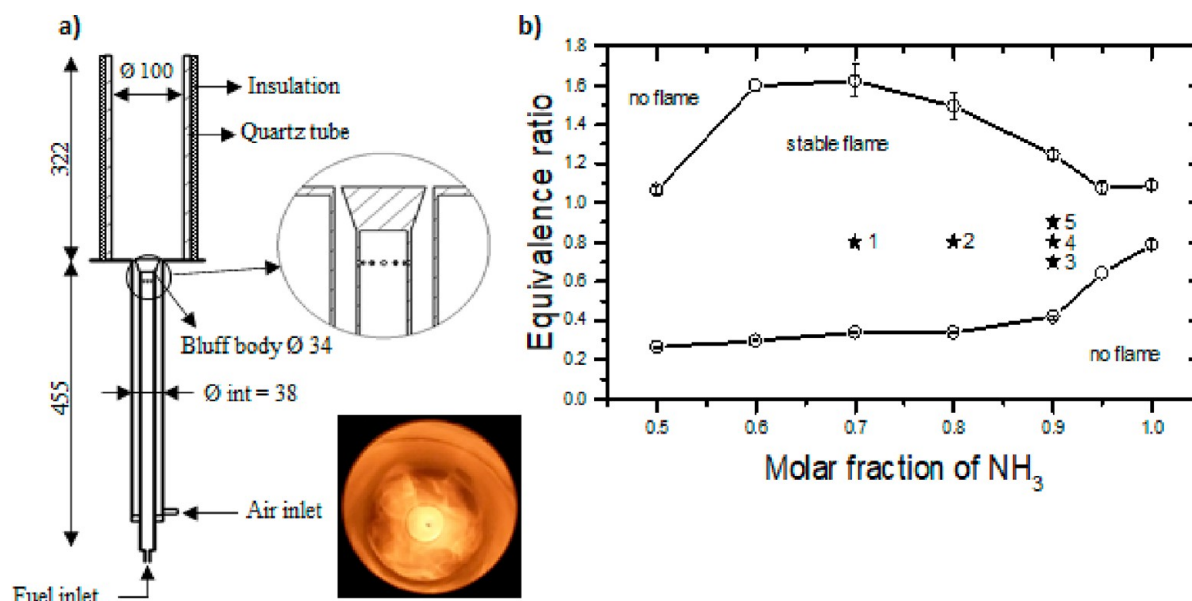 a)
Ø 100
Insulation
Quartz tube
322
Bluff body Ø 34
455
Ø int = 38
Air inlet
Fuel inlet
b)
Equivalence ratio
1.8
1.6
1.4
1.2
1.0
0.8
0.6
0.4
0.2
0.0
no flame
stable flame
1
2
5
4
3
no flame
0.5
0.6
0.7
0.8
0.9
1.0
Molar fraction of NH3